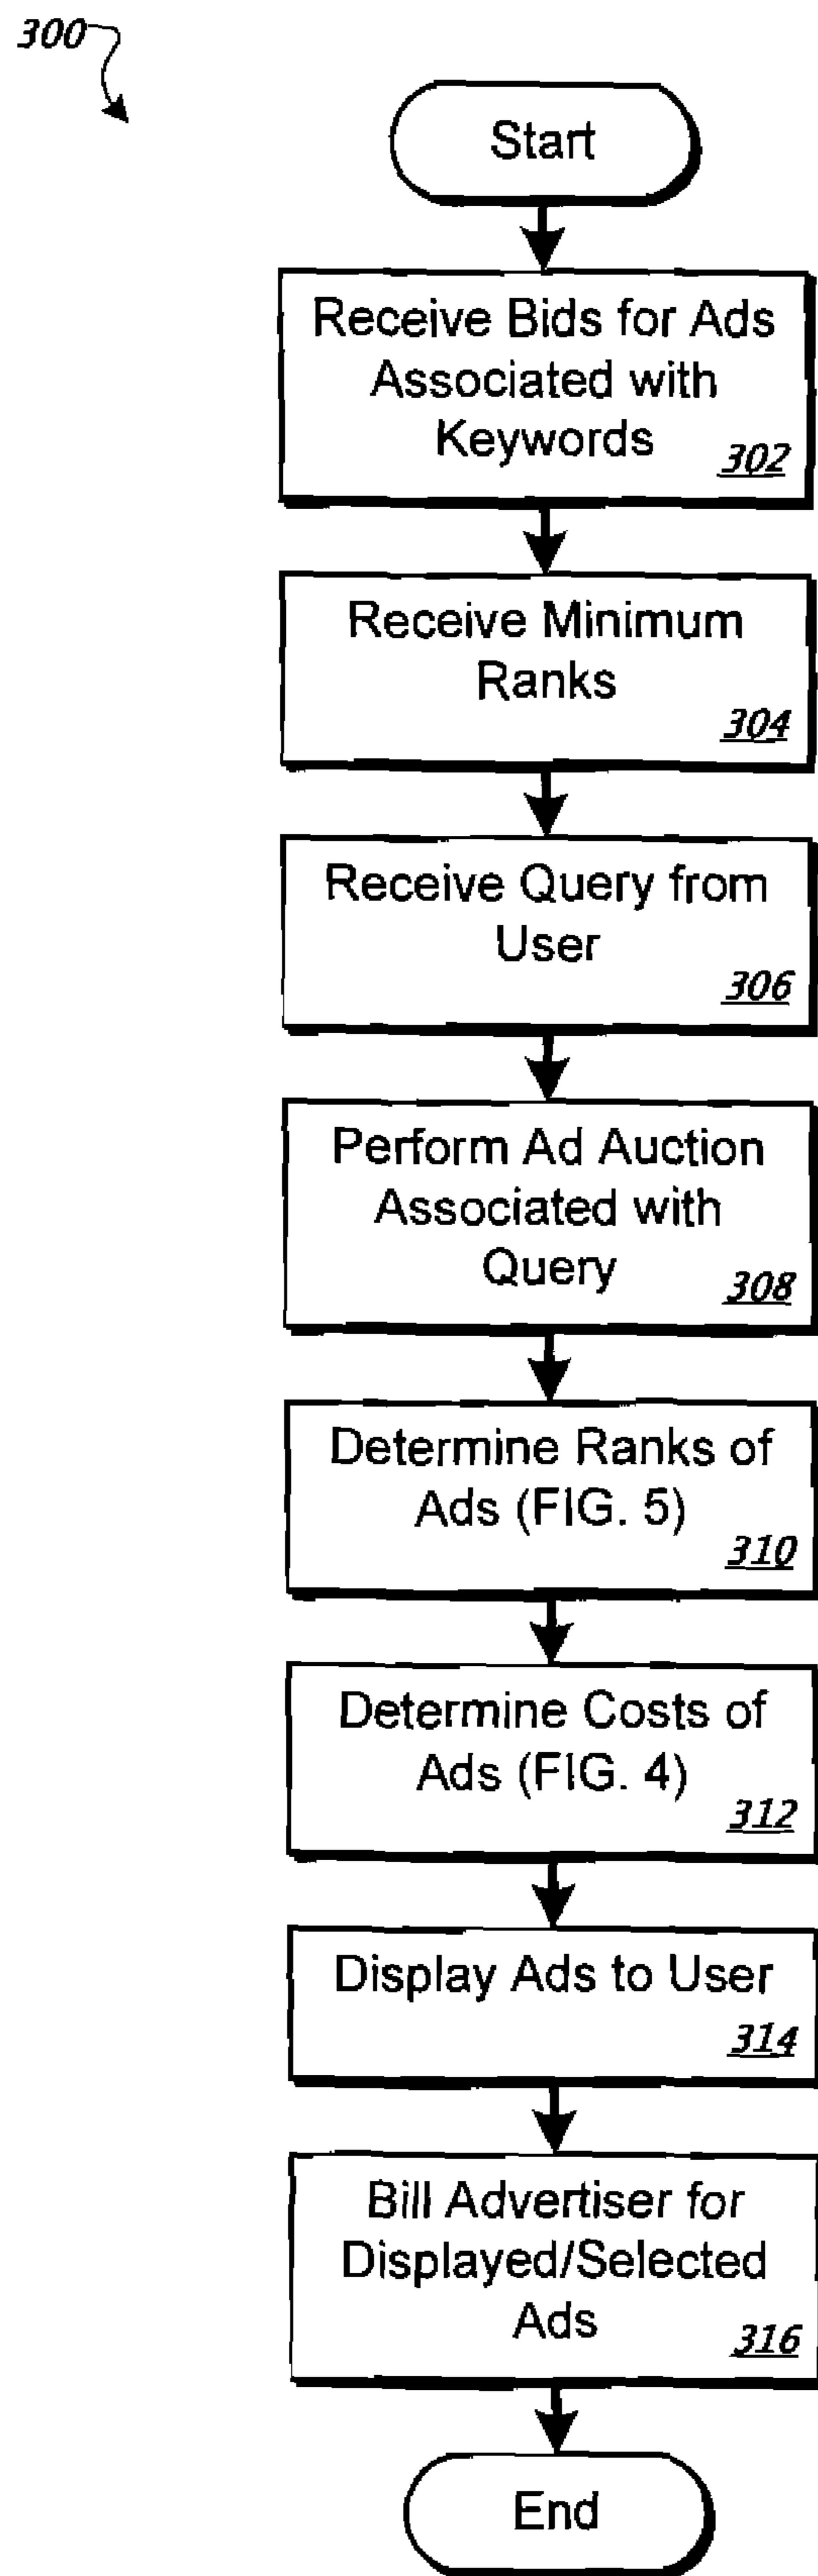 300
Start
Receive Bids for Ads
Associated with
Keywords
302
Receive Minimum
Ranks
304
Receive Query from
User
306
Perform Ad Auction
Associated with
Query
308
Determine Ranks of
Ads (FIG. 5)
310
Determine Costs of
Ads (FIG. 4)
312
Display Ads to User
314
Bill Advertiser for
Displayed/Selected
Ads
316
End